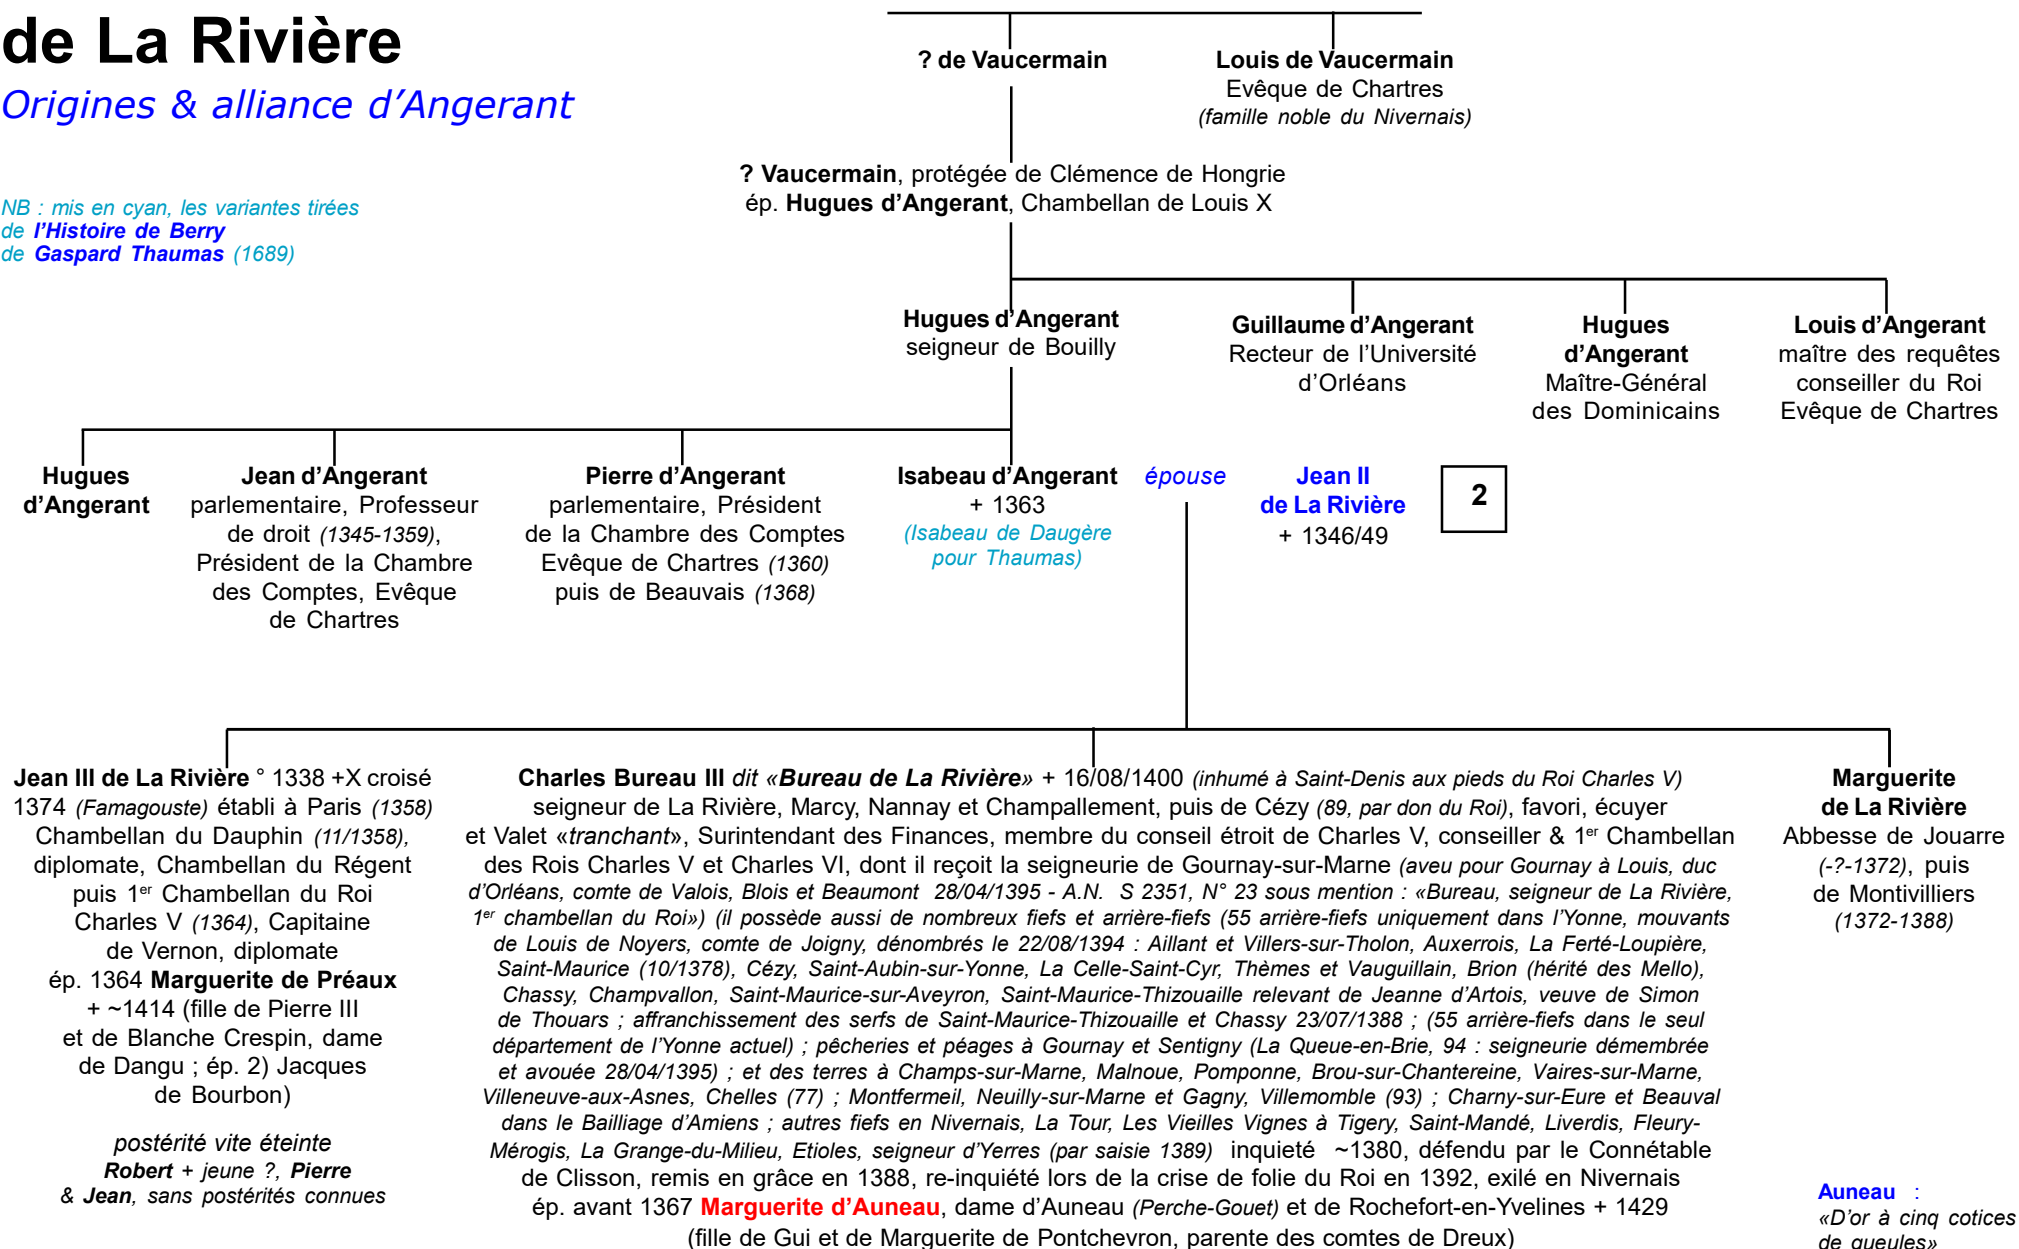 de La Rivière
Origines & alliance d’Angerant
NB : mis en cyan, les variantes tirées
de l’Histoire de Berry
de Gaspard Thaumas (1689)
? de Vaucermain
Louis de Vaucermain
Evêque de Chartres
(famille noble du Nivernais)
? Vaucermain, protégée de Clémence de Hongrie
ép. Hugues d’Angerant, Chambellan de Louis X
Hugues d’Angerant
seigneur de Bouilly
Guillaume d’Angerant
Recteur de l’Université
d’Orléans
Hugues
d’Angerant
Maître-Général
des Dominicains
Louis d’Angerant
maître des requêtes
conseiller du Roi
Evêque de Chartres
Hugues
d’Angerant
Jean d’Angerant
parlementaire, Professeur
de droit (1345-1359),
Président de la Chambre
des Comptes, Evêque
de Chartres
Pierre d’Angerant
parlementaire, Président
de la Chambre des Comptes
Evêque de Chartres (1360)
puis de Beauvais (1368)
Isabeau d’Angerant
+ 1363
(Isabeau de Daugère
pour Thaumas)
épouse
Jean II
de La Rivière
+ 1346/49
2
Jean III de La Rivière ° 1338 +X croisé
1374 (Famagouste) établi à Paris (1358)
Chambellan du Dauphin (11/1358),
diplomate, Chambellan du Régent
puis 1er Chambellan du Roi
Charles V (1364), Capitaine
de Vernon, diplomate
ép. 1364 Marguerite de Préaux
+ ~1414 (fille de Pierre III
et de Blanche Crespin, dame
de Dangu ; ép. 2) Jacques
de Bourbon)
postérité vite éteinte
Robert + jeune ?, Pierre
& Jean, sans postérités connues
Charles Bureau III dit «Bureau de La Rivière» + 16/08/1400 (inhumé à Saint-Denis aux pieds du Roi Charles V)
seigneur de La Rivière, Marcy, Nannay et Champallement, puis de Cézy (89, par don du Roi), favori, écuyer
et Valet «tranchant», Surintendant des Finances, membre du conseil étroit de Charles V, conseiller & 1er Chambellan
des Rois Charles V et Charles VI, dont il reçoit la seigneurie de Gournay-sur-Marne (aveu pour Gournay à Louis, duc
d’Orléans, comte de Valois, Blois et Beaumont 28/04/1395 - A.N. S 2351, N° 23 sous mention : «Bureau, seigneur de La Rivière,
1er chambellan du Roi») (il possède aussi de nombreux fiefs et arrière-fiefs (55 arrière-fiefs uniquement dans l’Yonne, mouvants
de Louis de Noyers, comte de Joigny, dénombrés le 22/08/1394 : Aillant et Villers-sur-Tholon, Auxerrois, La Ferté-Loupière,
Saint-Maurice (10/1378), Cézy, Saint-Aubin-sur-Yonne, La Celle-Saint-Cyr, Thèmes et Vauguillain, Brion (hérité des Mello),
Chassy, Champvallon, Saint-Maurice-sur-Aveyron, Saint-Maurice-Thizouaille relevant de Jeanne d’Artois, veuve de Simon
de Thouars ; affranchissement des serfs de Saint-Maurice-Thizouaille et Chassy 23/07/1388 ; (55 arrière-fiefs dans le seul
département de l’Yonne actuel) ; pêcheries et péages à Gournay et Sentigny (La Queue-en-Brie, 94 : seigneurie démembrée
et avouée 28/04/1395) ; et des terres à Champs-sur-Marne, Malnoue, Pomponne, Brou-sur-Chantereine, Vaires-sur-Marne,
Villeneuve-aux-Asnes, Chelles (77) ; Montfermeil, Neuilly-sur-Marne et Gagny, Villemomble (93) ; Charny-sur-Eure et Beauval
dans le Bailliage d’Amiens ; autres fiefs en Nivernais, La Tour, Les Vieilles Vignes à Tigery, Saint-Mandé, Liverdis, Fleury-
Mérogis, La Grange-du-Milieu, Etioles, seigneur d’Yerres (par saisie 1389) inquieté ~1380, défendu par le Connétable
de Clisson, remis en grâce en 1388, re-inquiété lors de la crise de folie du Roi en 1392, exilé en Nivernais
ép. avant 1367 Marguerite d’Auneau, dame d’Auneau (Perche-Gouet) et de Rochefort-en-Yvelines + 1429
(fille de Gui et de Marguerite de Pontchevron, parente des comtes de Dreux)
Marguerite
de La Rivière
Abbesse de Jouarre
(-?-1372), puis
de Montivilliers
(1372-1388)
Auneau :
«D’or à cinq cotices
de gueules»